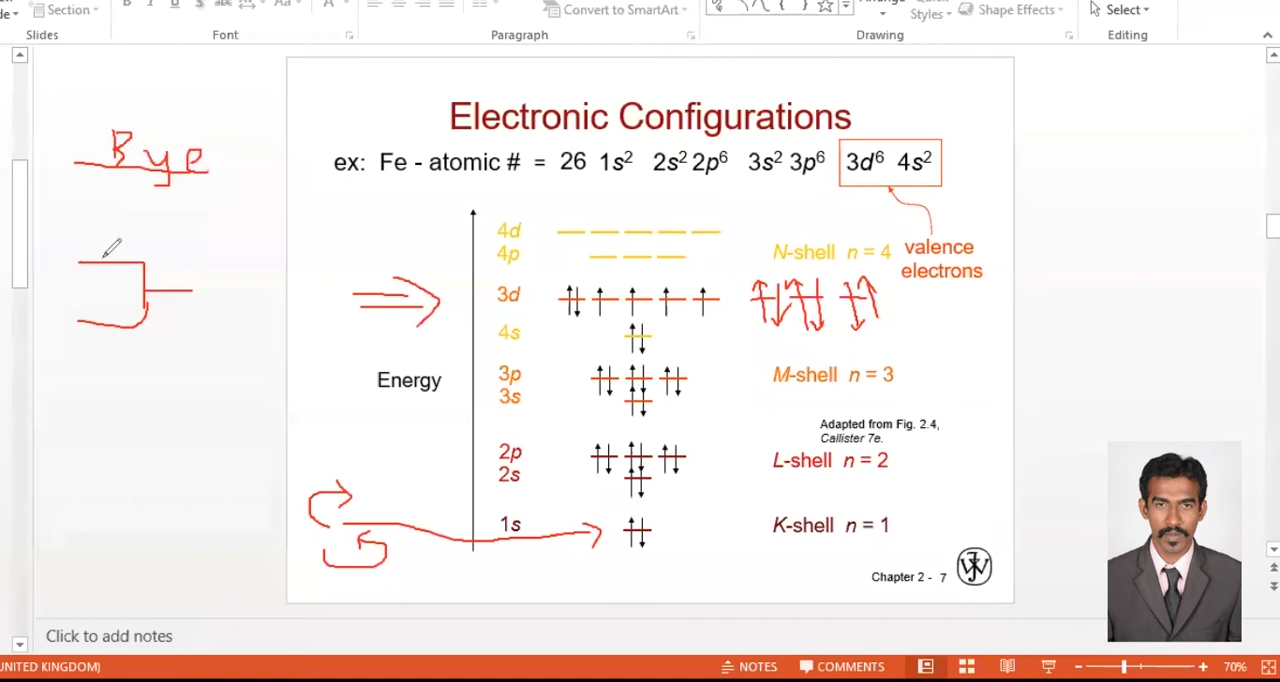 Section
Convert to SmartArt
Styles
Shape Effects
Select
Slides
Font
Paragraph
Drawing
Editing
Bye
Electronic Configurations
ex: Fe - atomic # = 26 1s² 2s² 2p⁶ 3s² 3p⁶ 3d⁶ 4s²
4d
4p
N-shell n = 4
valence
electrons
3d
4s
Energy
3p
3s
M-shell n = 3
Adapted from Fig. 2.4,
Callister 7e.
2p
2s
L-shell n = 2
1s
K-shell n = 1
Chapter 2 - 7
Click to add notes
UNITED KINGDOM)
NOTES
COMMENTS
70%